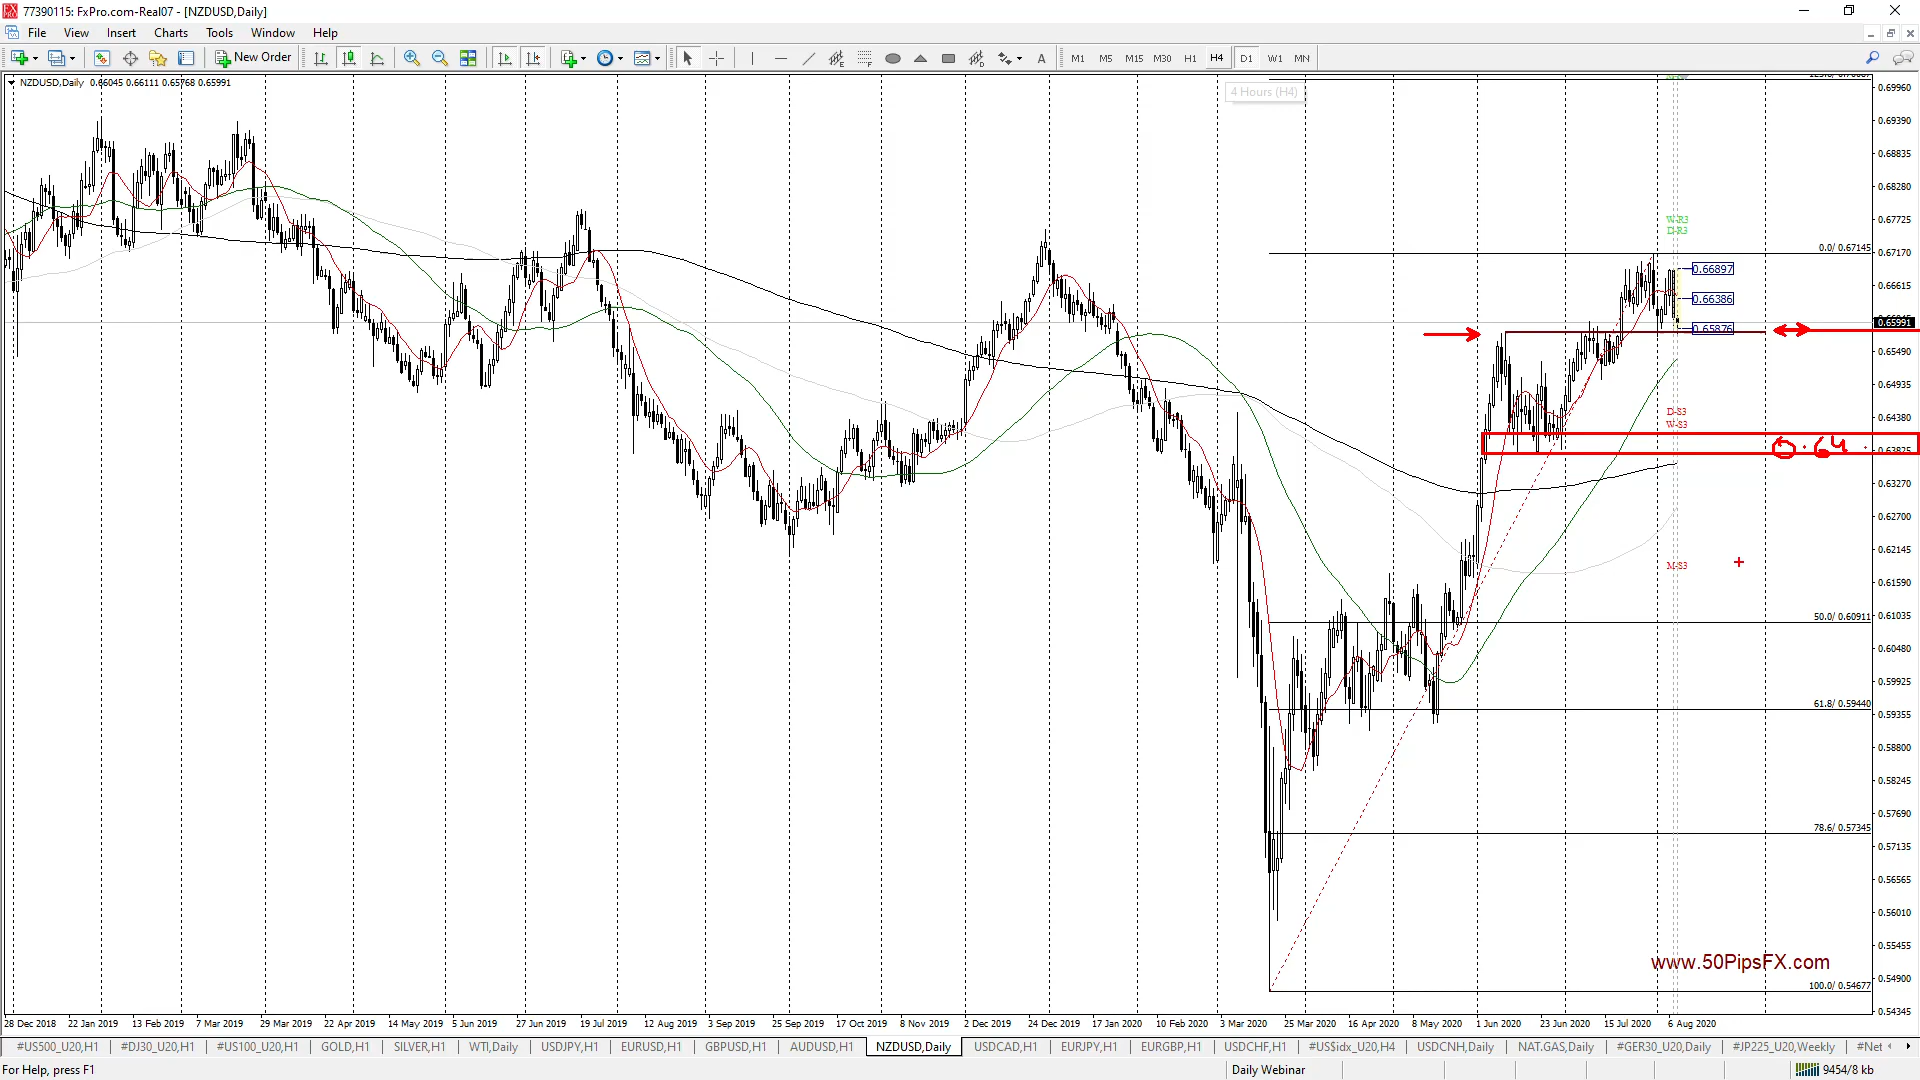 77390115: FxPro.com-Real07 - [NZDUSD,Daily]
File View Insert Charts Tools Window Help
New Order
A M1 M5 M15 M30 H1 H4 D1 W1 MN
NZDUSD,Daily 0.66045 0.66111 0.65768 0.65991
4 Hours (H4)
0.69960
0.69390
0.68835
0.68280
0.67725
0.67170
0.66615
0.65991
0.65490
0.64935
0.64380
0.63825
0.63270
0.62700
0.62145
0.61590
0.61035
0.60480
0.59925
0.59355
0.58800
0.58245
0.57690
0.57135
0.56565
0.56010
0.55455
0.54900
0.54345
W-R3
D-R3
0.0/ 0.67145
0.66897
0.66386
0.65876
D-S3
W-S3
0.64
M-S3
50.0/ 0.60911
61.8/ 0.59440
78.6/ 0.57345
www.50PipsFX.com
100.0/ 0.54677
28 Dec 2018 22 Jan 2019 13 Feb 2019 7 Mar 2019 29 Mar 2019 22 Apr 2019 14 May 2019 5 Jun 2019 27 Jun 2019 19 Jul 2019 12 Aug 2019 3 Sep 2019 25 Sep 2019 17 Oct 2019 8 Nov 2019 2 Dec 2019 24 Dec 2019 17 Jan 2020 10 Feb 2020 3 Mar 2020 25 Mar 2020 16 Apr 2020 8 May 2020 1 Jun 2020 23 Jun 2020 15 Jul 2020 6 Aug 2020
#US500_U20,H1 #DJ30_U20,H1 #US100_U20,H1 GOLD,H1 SILVER,H1 WTI,Daily USDJPY,H1 EURUSD,H1 GBPUSD,H1 AUDUSD,H1 NZDUSD,Daily USDCAD,H1 EURJPY,H1 EURGBP,H1 USDCHF,H1 #US$idx_U20,H4 USDCNH,Daily NAT.GAS,Daily #GER30_U20,Daily #JP225_U20,Weekly #Net
For Help, press F1
Daily Webinar
9454/8 kb